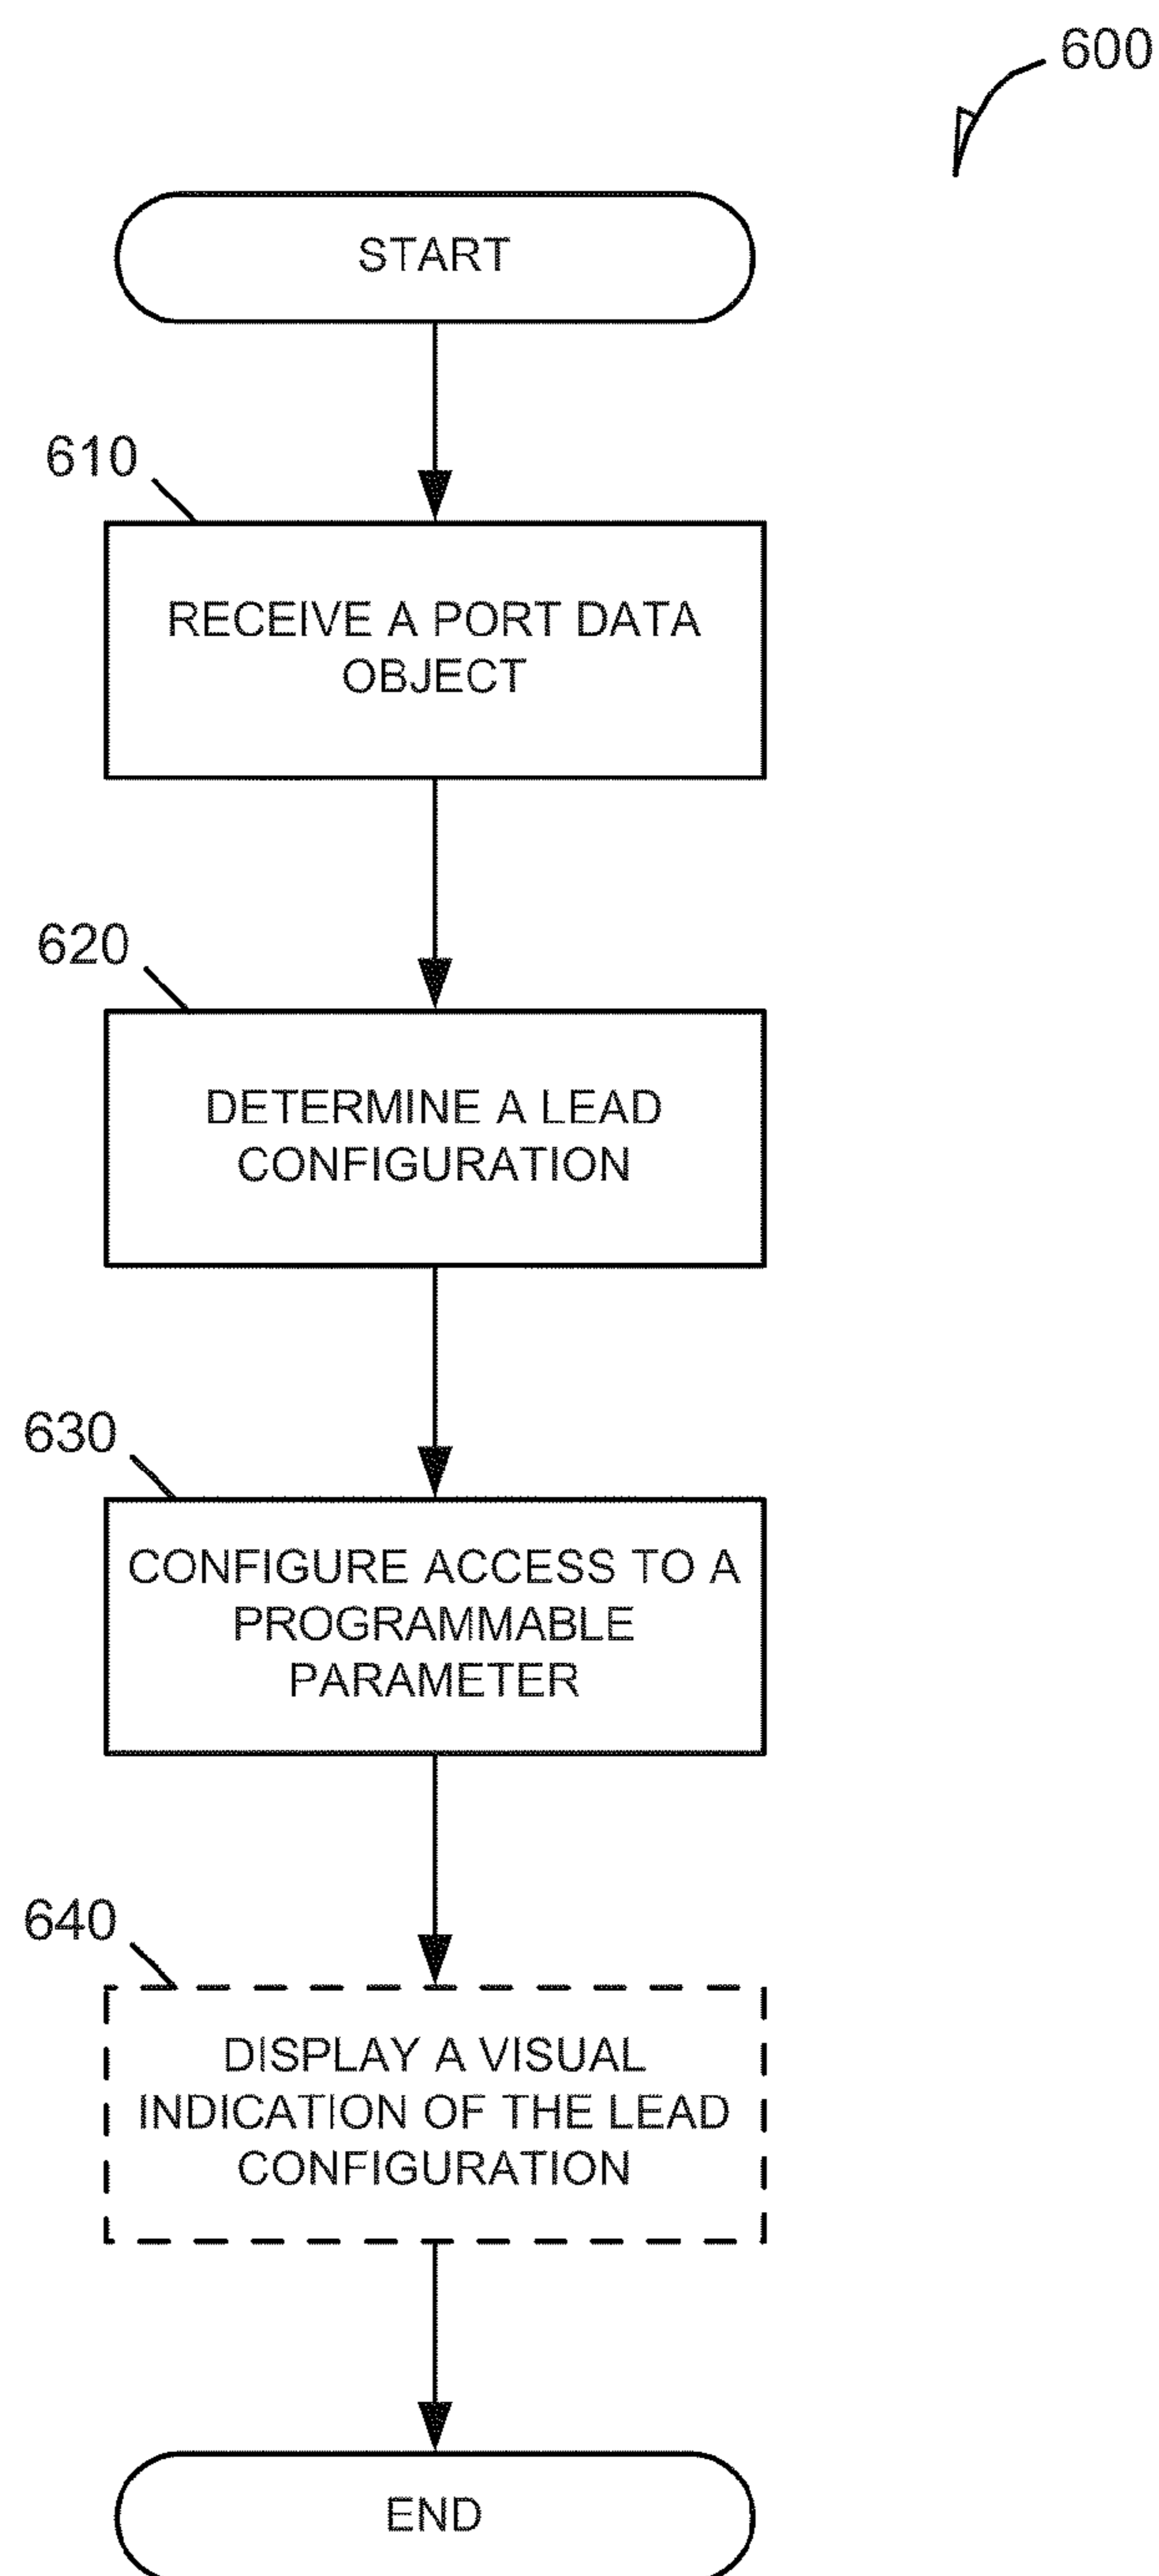 600
START
610
RECEIVE A PORT DATA
OBJECT
620
DETERMINE A LEAD
CONFIGURATION
630
CONFIGURE ACCESS TO A
PROGRAMMABLE
PARAMETER
640
DISPLAY A VISUAL
INDICATION OF THE LEAD
CONFIGURATION
END